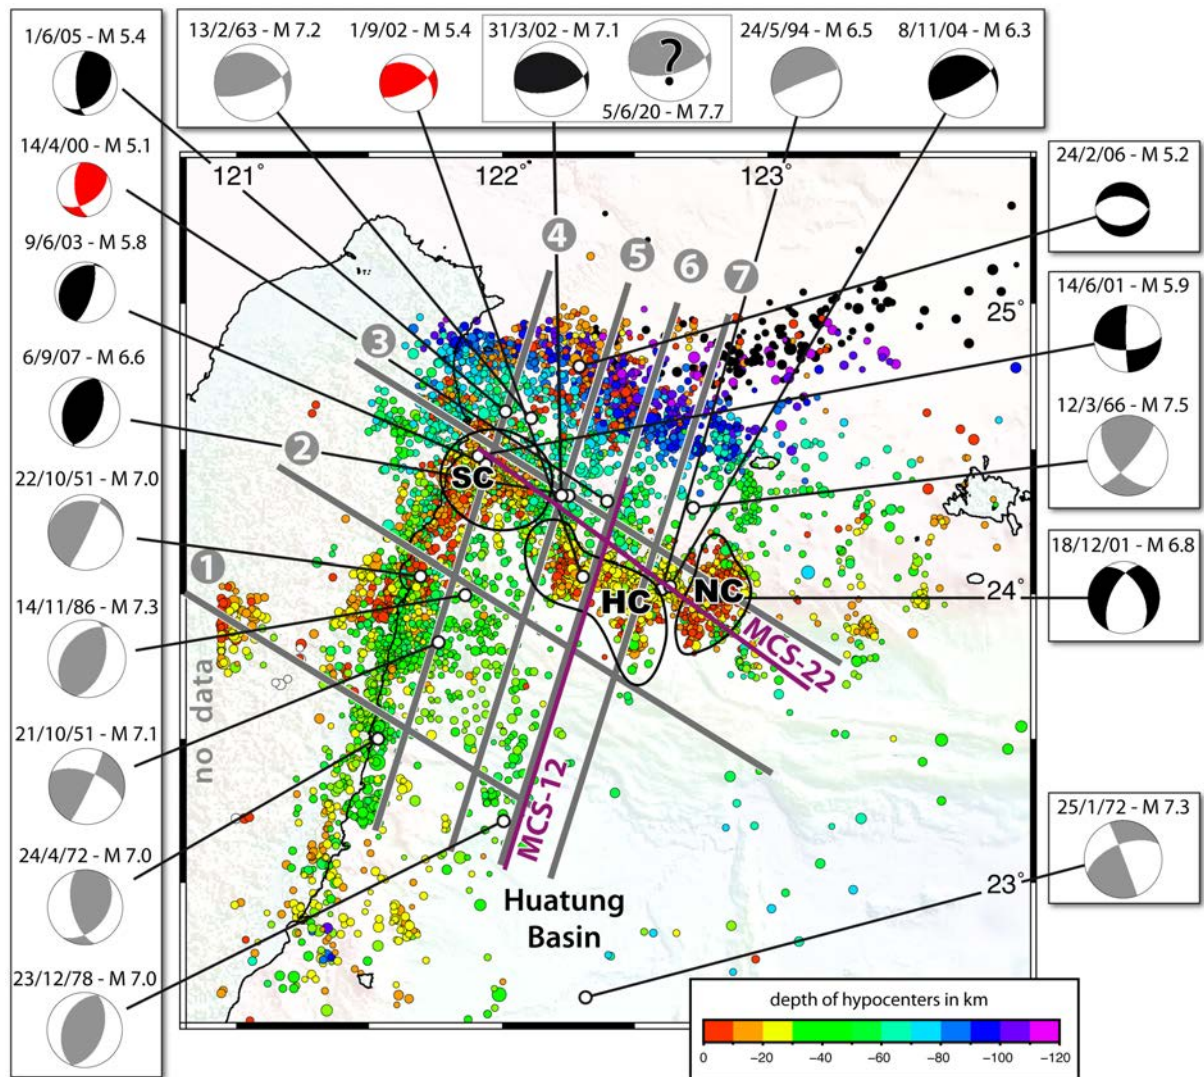 1/6/05 - M 5.4
14/4/00 - M 5.1
9/6/03 - M 5.8
6/9/07 - M 6.6
22/10/51 - M 7.0
14/11/86 - M 7.3
21/10/51 - M 7.1
24/4/72 - M 7.0
23/12/78 - M 7.0
13/2/63 - M 7.2
1/9/02 - M 5.4
31/3/02 - M 7.1
?
5/6/20 - M 7.7
24/5/94 - M 6.5
8/11/04 - M 6.3
24/2/06 - M 5.2
14/6/01 - M 5.9
12/3/66 - M 7.5
18/12/01 - M 6.8
25/1/72 - M 7.3
121°
122°
123°
25°
24°
23°
1
2
3
4
5
6
7
SC
HC
NC
MCS-22
MCS-12
no data
Huatung
Basin
depth of hypocenters in km
0 -20 -40 -60 -80 -100 -120